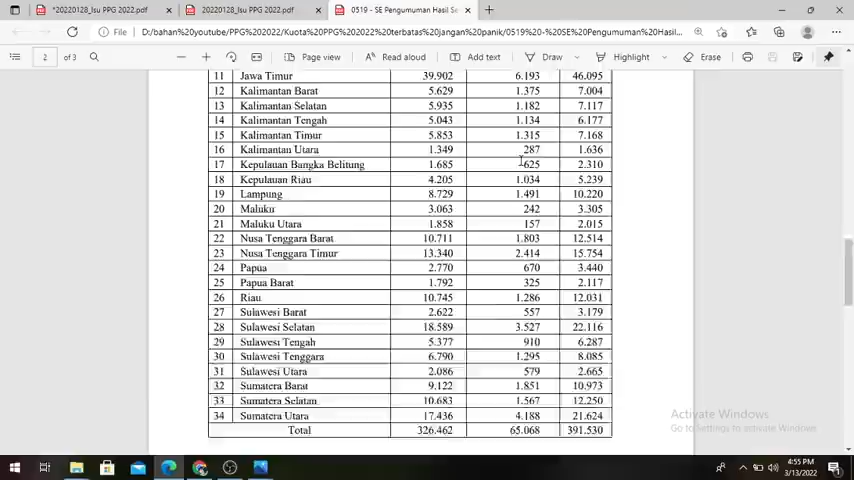 *20220128_Isu PPG 2022.pdf
20220128_Isu PPG 2022.pdf
0519 - SE Pengumuman Hasil Se
File
D:/bahan%20youtube/PPG%202022/Kuota%20PPG%202022%20terbatas%20jangan%20panik/0519%20-%20SE%20Pengumuman%20Hasil...
2 of 3
Page view
Read aloud
Add text
Draw
Highlight
Erase
11 Jawa Timur 39.902 6.193 46.095
12 Kalimantan Barat 5.629 1.375 7.004
13 Kalimantan Selatan 5.935 1.182 7.117
14 Kalimantan Tengah 5.043 1.134 6.177
15 Kalimantan Timur 5.853 1.315 7.168
16 Kalimantan Utara 1.349 287 1.636
17 Kepulauan Bangka Belitung 1.685 625 2.310
18 Kepulauan Riau 4.205 1.034 5.239
19 Lampung 8.729 1.491 10.220
20 Maluku 3.063 242 3.305
21 Maluku Utara 1.858 157 2.015
22 Nusa Tenggara Barat 10.711 1.803 12.514
23 Nusa Tenggara Timur 13.340 2.414 15.754
24 Papua 2.770 670 3.440
25 Papua Barat 1.792 325 2.117
26 Riau 10.745 1.286 12.031
27 Sulawesi Barat 2.622 557 3.179
28 Sulawesi Selatan 18.589 3.527 22.116
29 Sulawesi Tengah 5.377 910 6.287
30 Sulawesi Tenggara 6.790 1.295 8.085
31 Sulawesi Utara 2.086 579 2.665
32 Sumatera Barat 9.122 1.851 10.973
33 Sumatera Selatan 10.683 1.567 12.250
34 Sumatera Utara 17.436 4.188 21.624
Total 326.462 65.068 391.530
Activate Windows
Go to Settings to activate Windows.
4:55 PM
3/13/2022